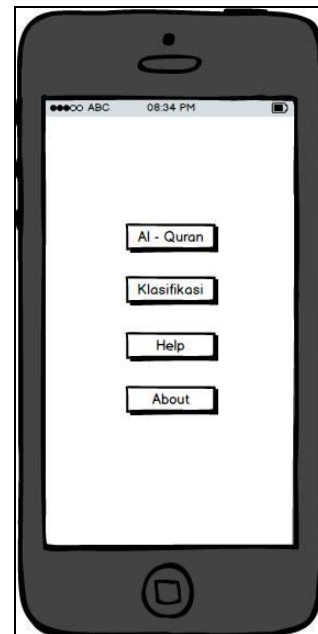 ABC 08:34 PM
Al - Quran
Klasifikasi
Help
About